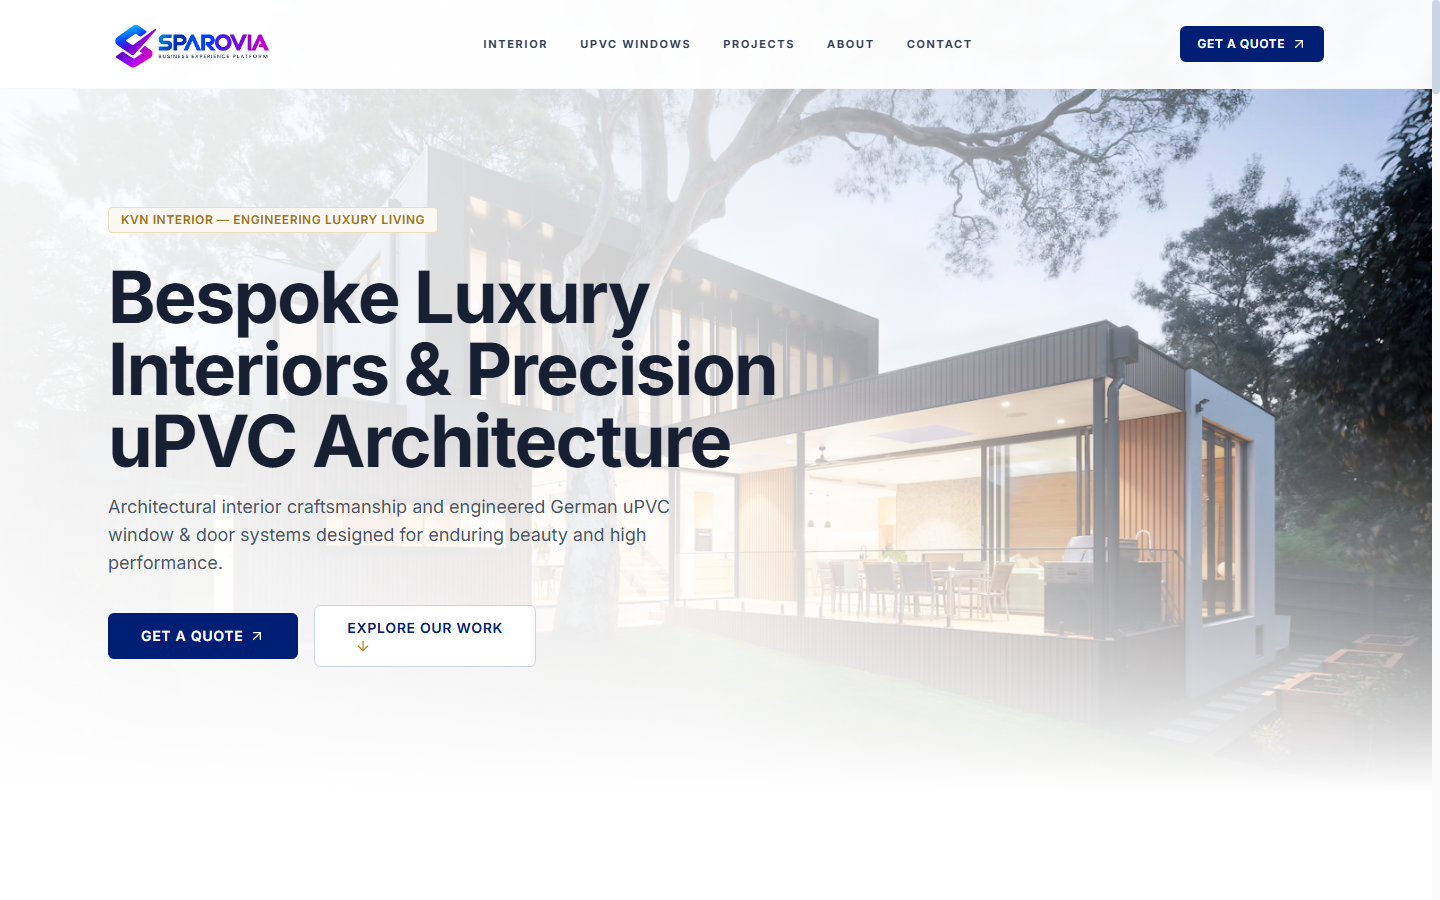 SPAROVIA
BUSINESS EXPERIENCE PLATFORM
INTERIOR
UPVC WINDOWS
PROJECTS
ABOUT
CONTACT
GET A QUOTE
KVN INTERIOR — ENGINEERING LUXURY LIVING
Bespoke Luxury
Interiors & Precision
uPVC Architecture
Architectural interior craftsmanship and engineered German uPVC
window & door systems designed for enduring beauty and high
performance.
GET A QUOTE
EXPLORE OUR WORK